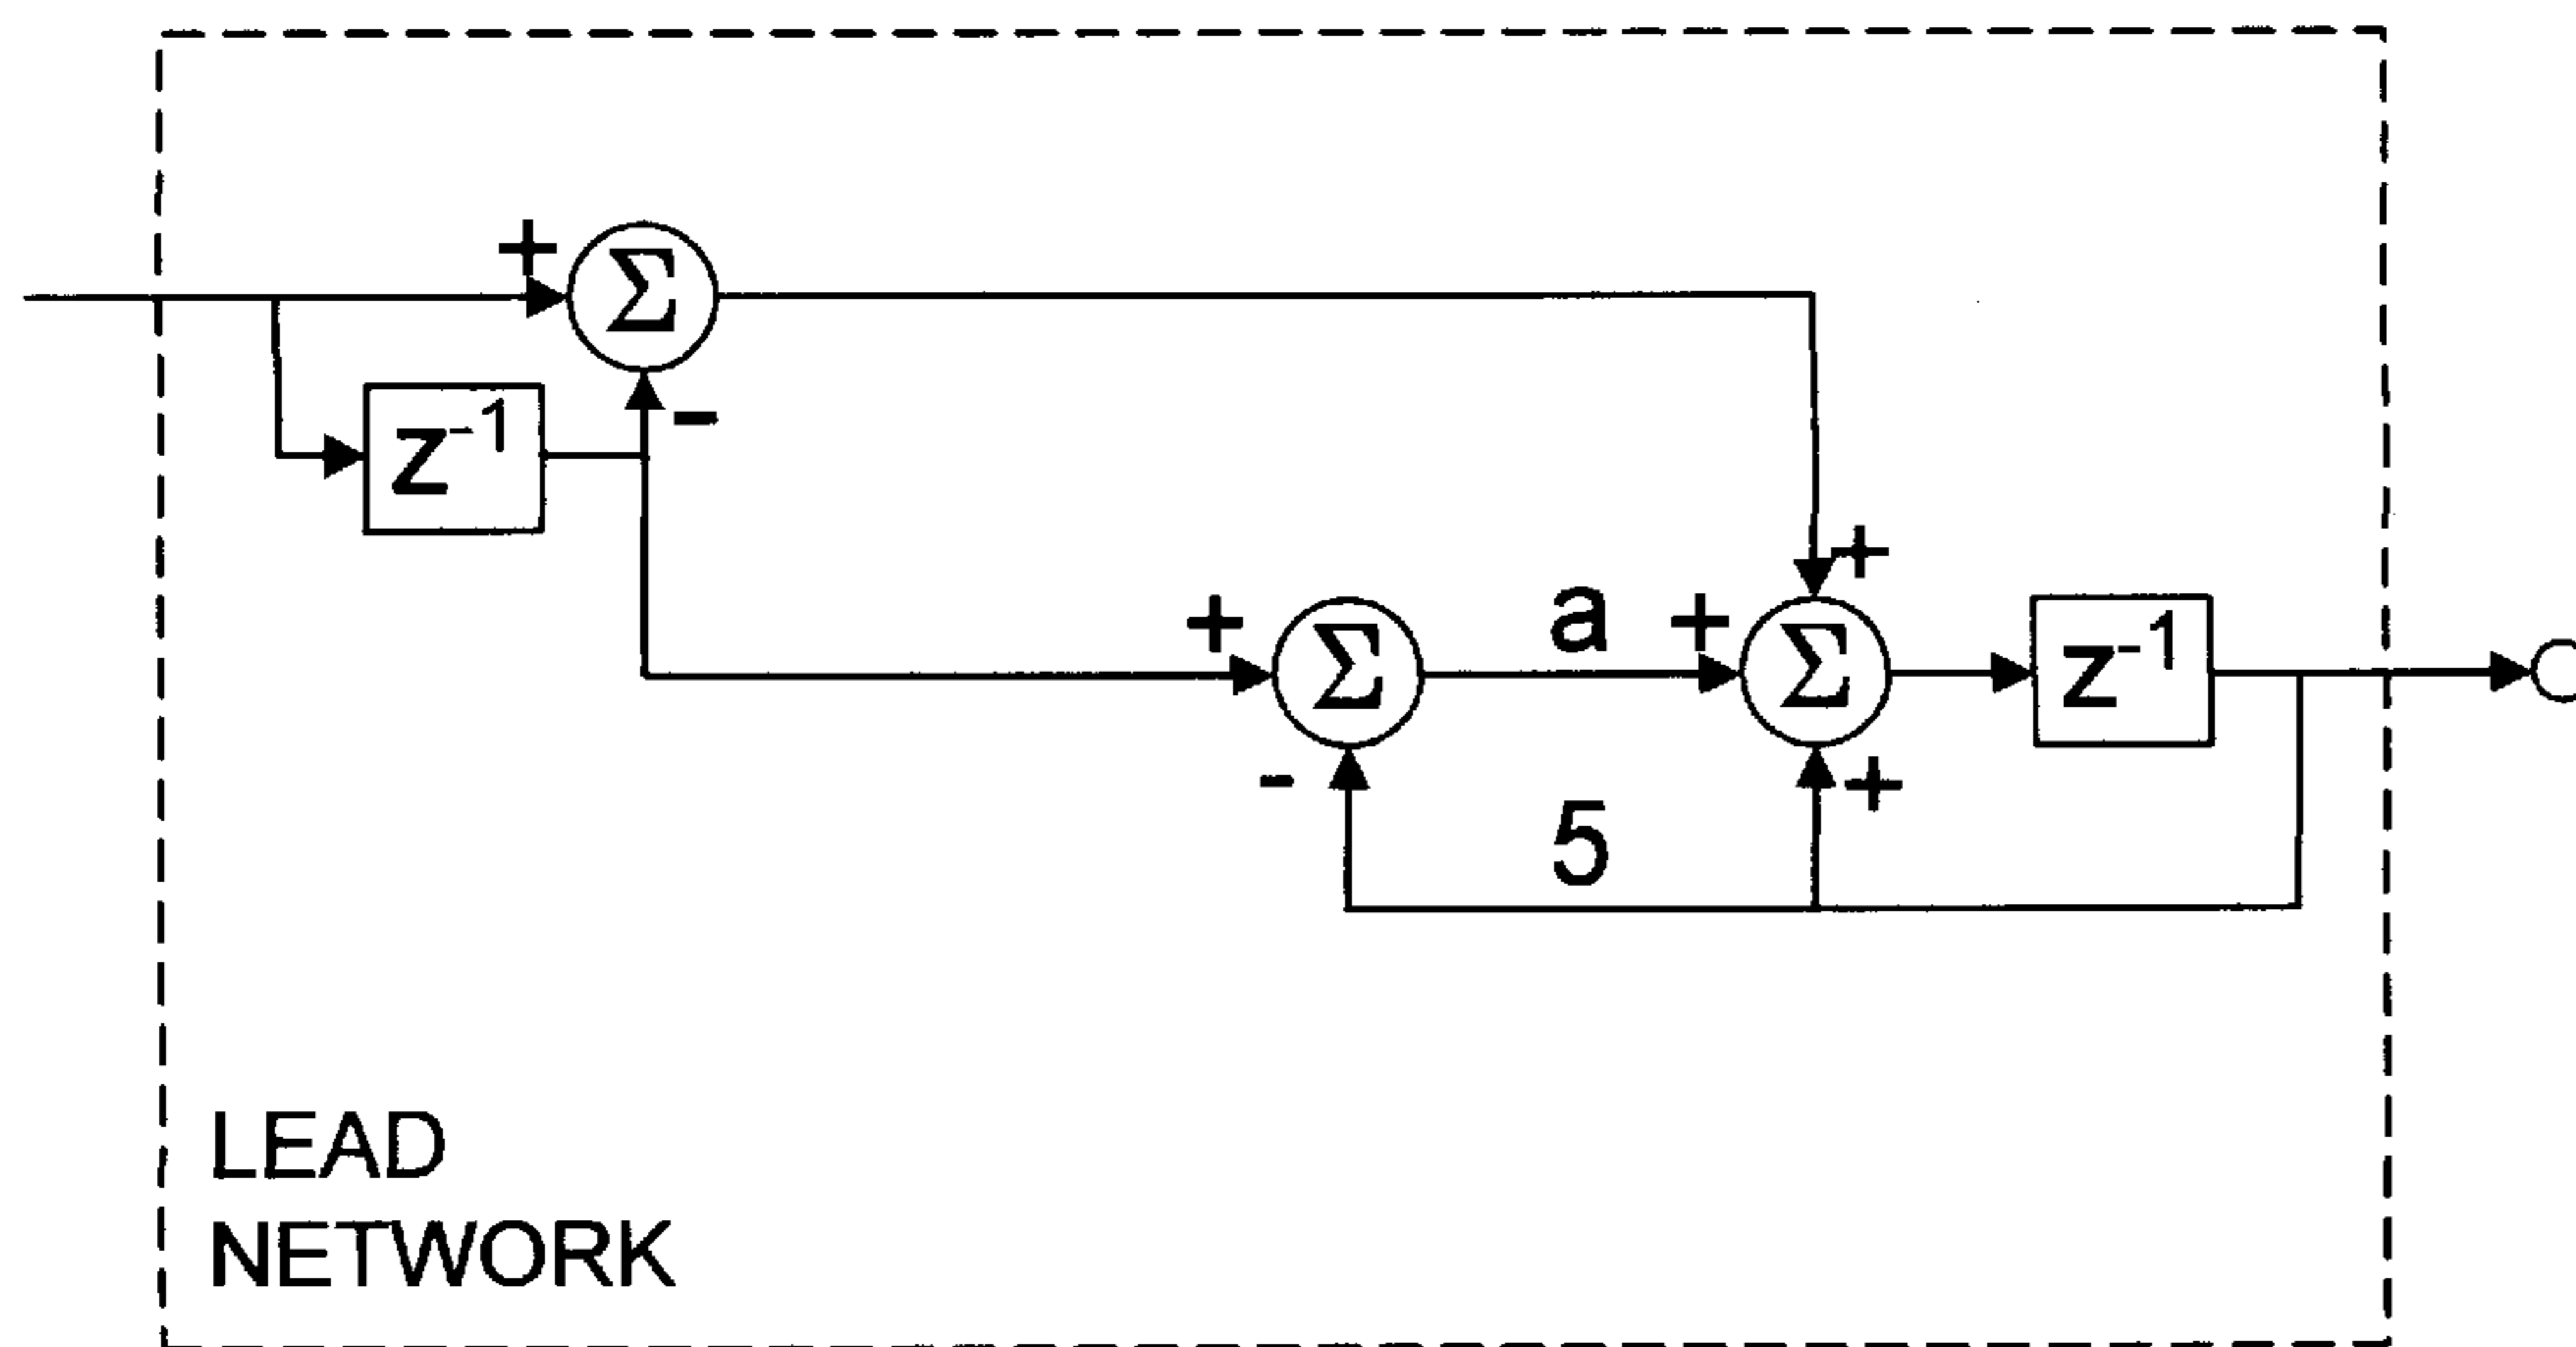 +
Σ
-
z⁻¹
+
a
+
+
Σ
Σ
z⁻¹
-
5
+
LEAD
NETWORK